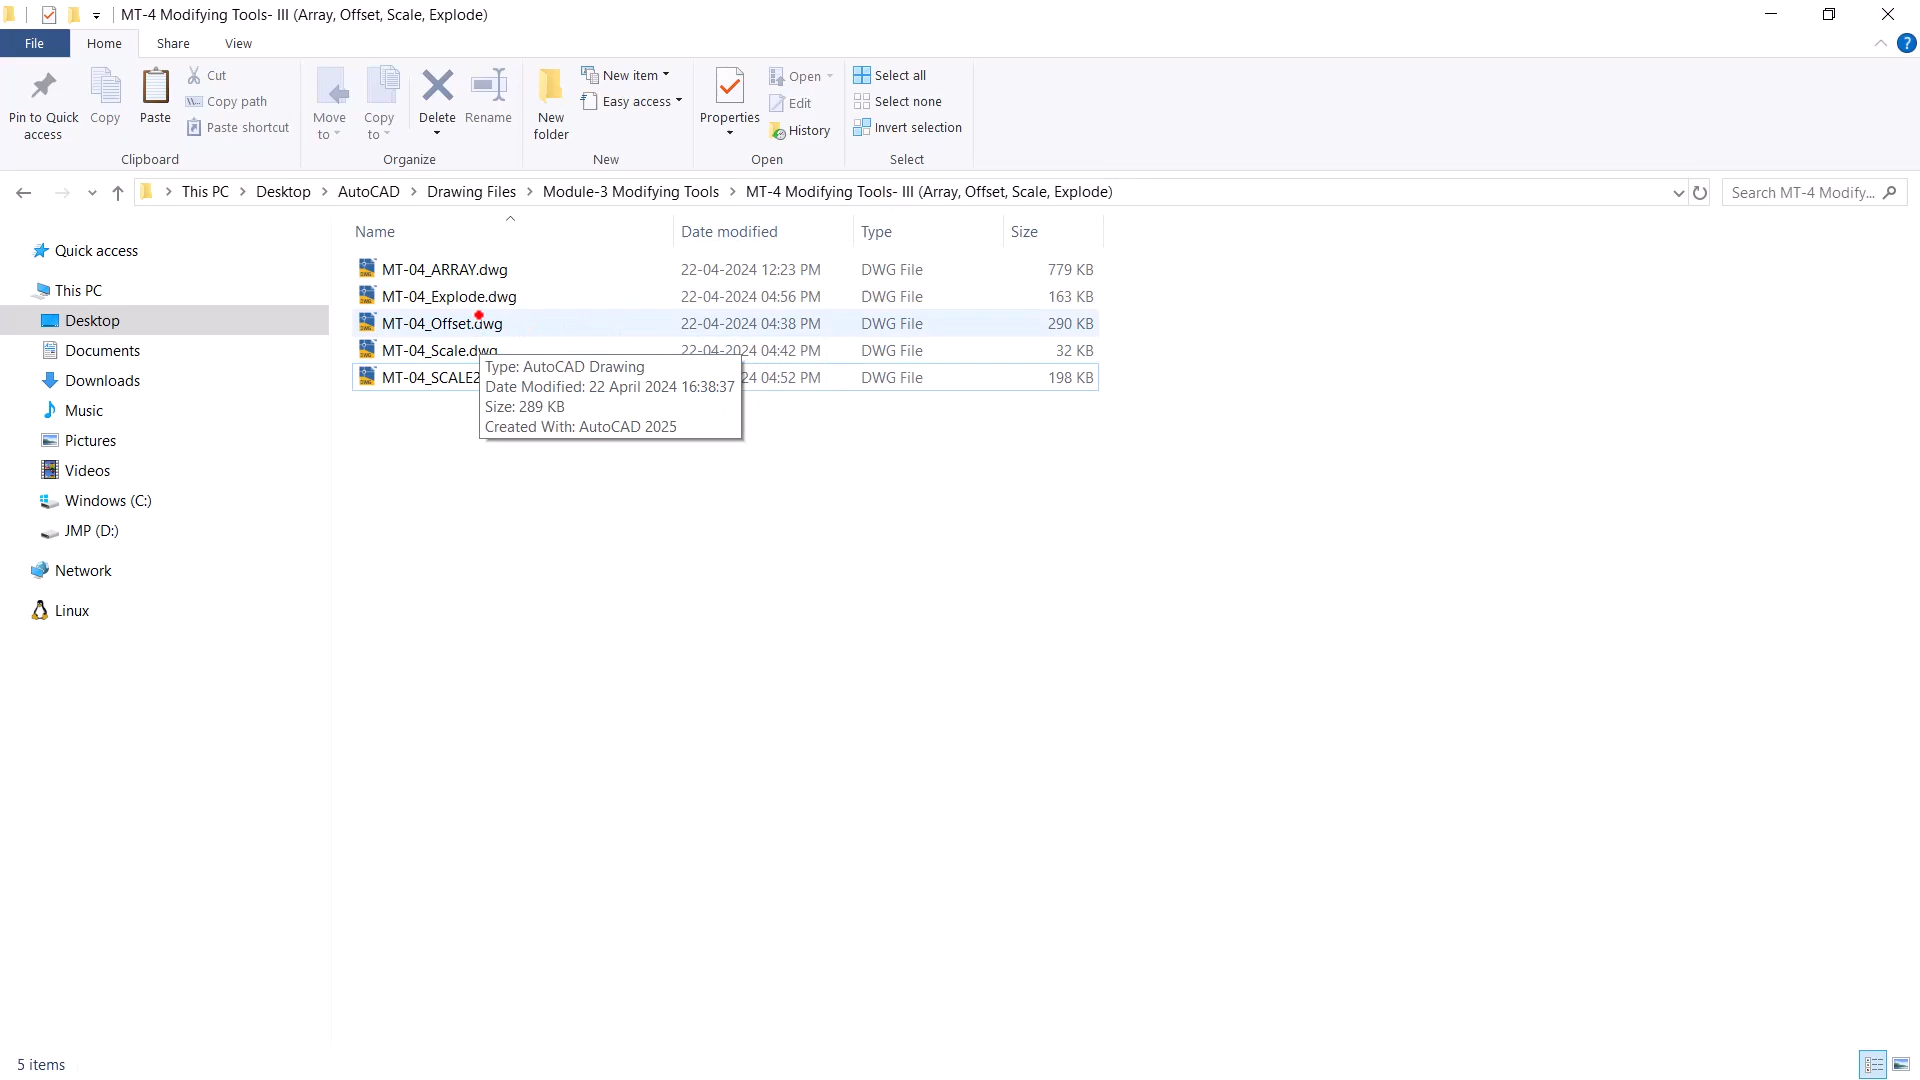 MT-4 Modifying Tools- III (Array, Offset, Scale, Explode)
File Home Share View
Pin to Quick access
Copy
Paste
Cut
Copy path
Paste shortcut
Clipboard
Move to
Copy to
Delete
Rename
Organize
New folder
New item
Easy access
New
Properties
Open
Edit
History
Open
Select all
Select none
Invert selection
Select
This PC > Desktop > AutoCAD > Drawing Files > Module-3 Modifying Tools > MT-4 Modifying Tools- III (Array, Offset, Scale, Explode)
Search MT-4 Modify...
Quick access
This PC
Desktop
Documents
Downloads
Music
Pictures
Videos
Windows (C:)
JMP (D:)
Network
Linux
Name Date modified Type Size
MT-04_ARRAY.dwg 22-04-2024 12:23 PM DWG File 779 KB
MT-04_Explode.dwg 22-04-2024 04:56 PM DWG File 163 KB
MT-04_Offset.dwg 22-04-2024 04:38 PM DWG File 290 KB
MT-04_Scale.dwg 22-04-2024 04:42 PM DWG File 32 KB
MT-04_SCALE2 24 04:52 PM DWG File 198 KB
Type: AutoCAD Drawing
Date Modified: 22 April 2024 16:38:37
Size: 289 KB
Created With: AutoCAD 2025
5 items